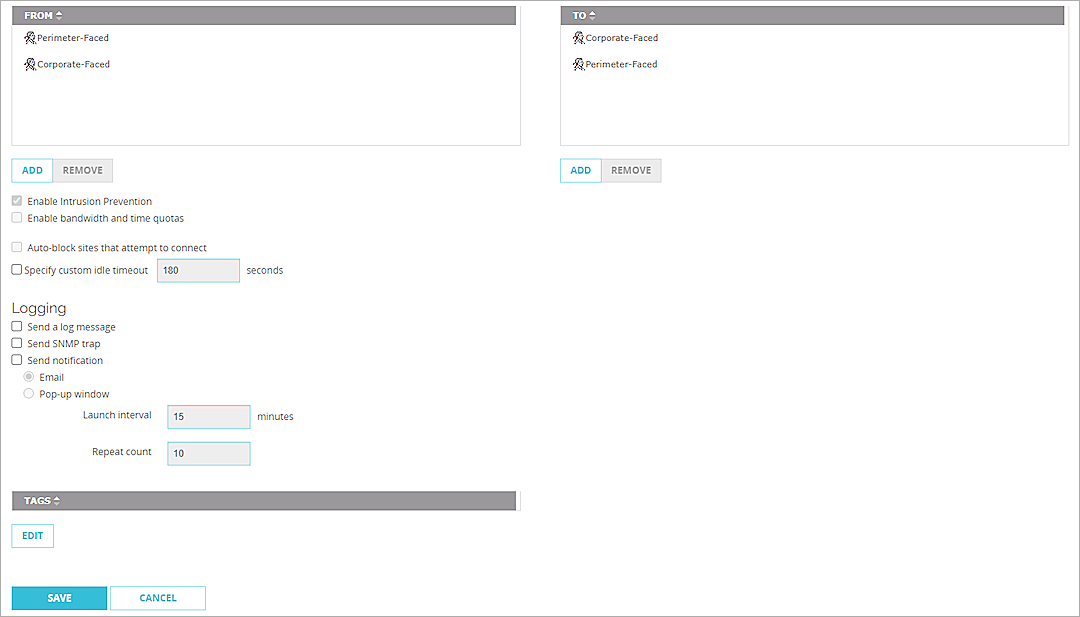 FROM
Perimeter-Faced
Corporate-Faced
TO
Corporate-Faced
Perimeter-Faced
ADD REMOVE
ADD REMOVE
Enable Intrusion Prevention
Enable bandwidth and time quotas
Auto-block sites that attempt to connect
Specify custom idle timeout 180 seconds
Logging
Send a log message
Send SNMP trap
Send notification
Email
Pop-up window
Launch interval 15 minutes
Repeat count 10
TAGS
EDIT
SAVE CANCEL